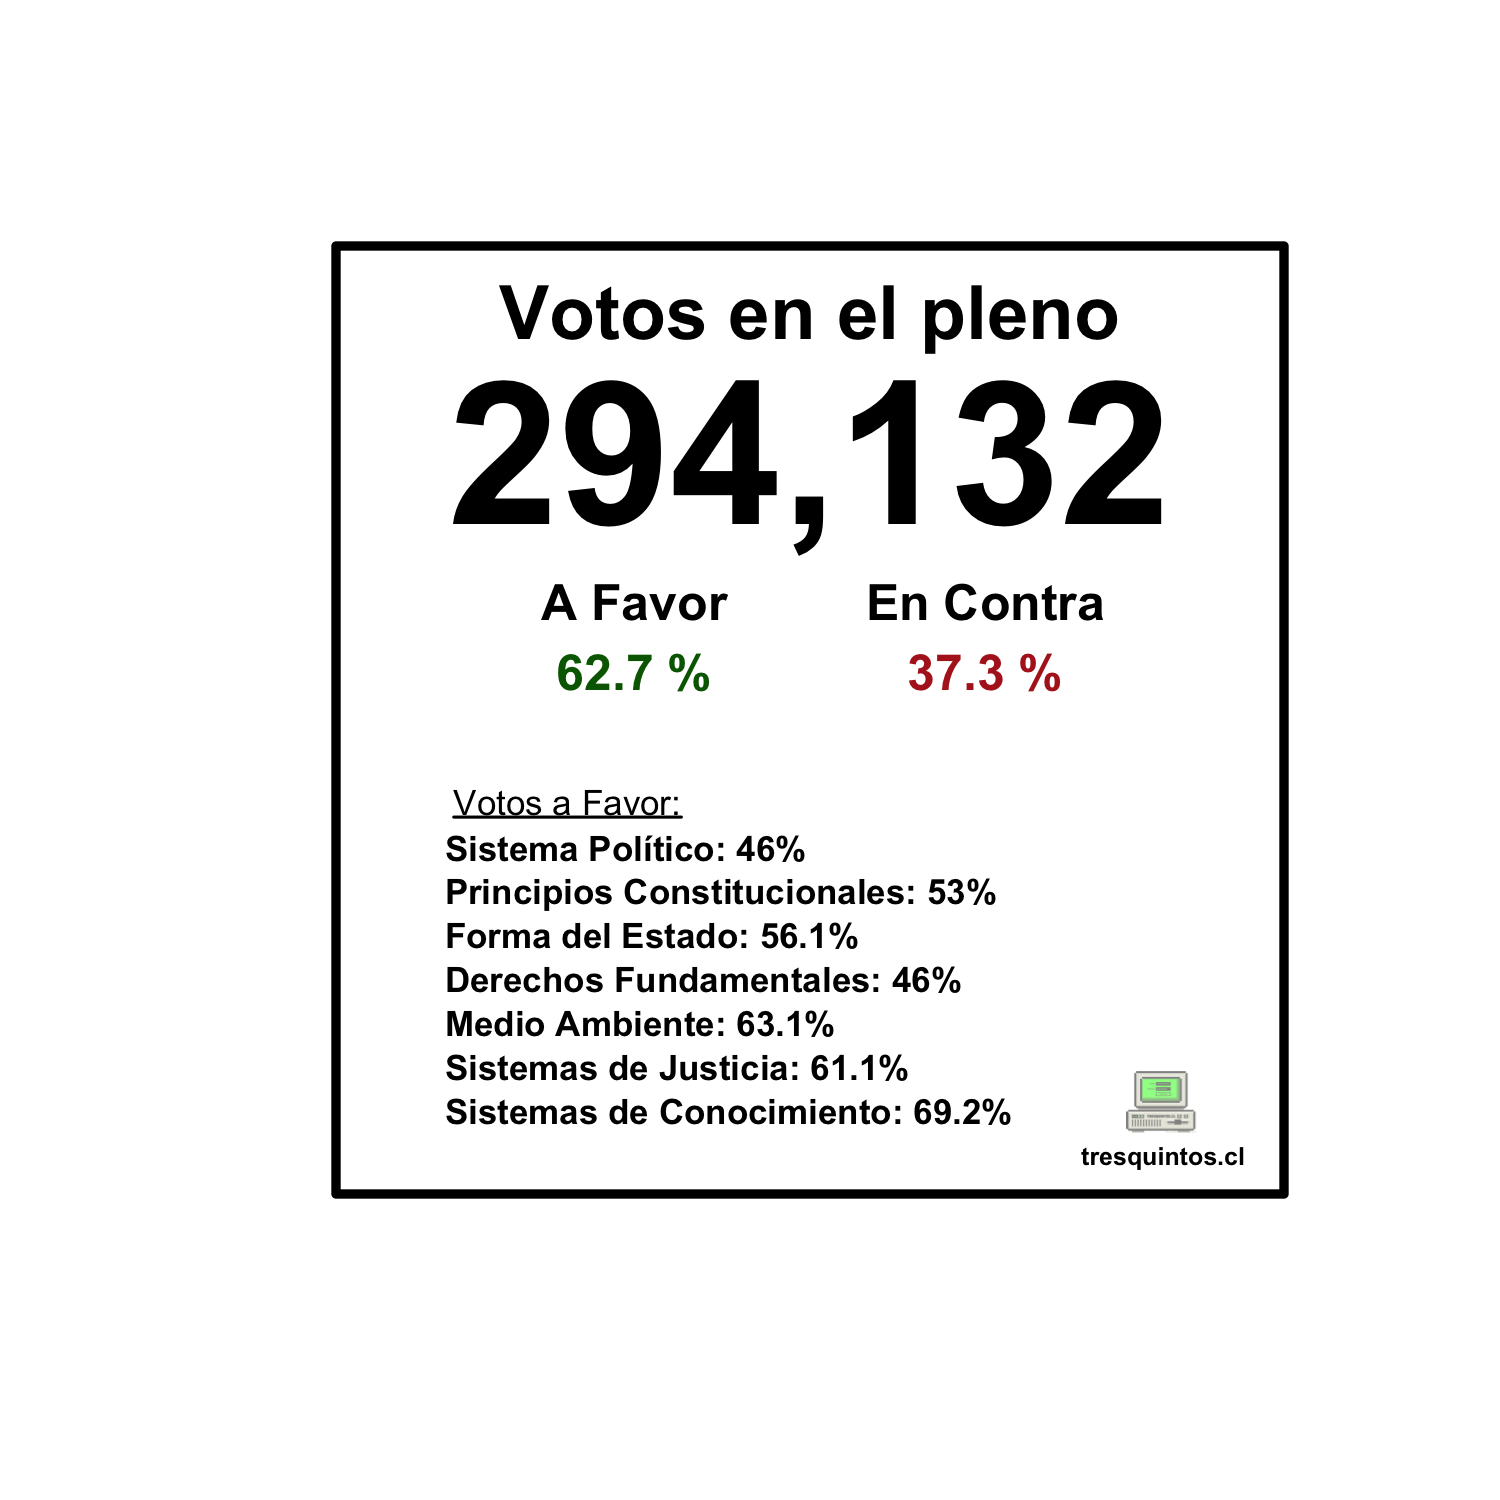 Votos en el pleno
294,132
A Favor En Contra
62.7 % 37.3 %
Votos a Favor:
Sistema Político: 46%
Principios Constitucionales: 53%
Forma del Estado: 56.1%
Derechos Fundamentales: 46%
Medio Ambiente: 63.1%
Sistemas de Justicia: 61.1%
Sistemas de Conocimiento: 69.2%
tresquintos.cl